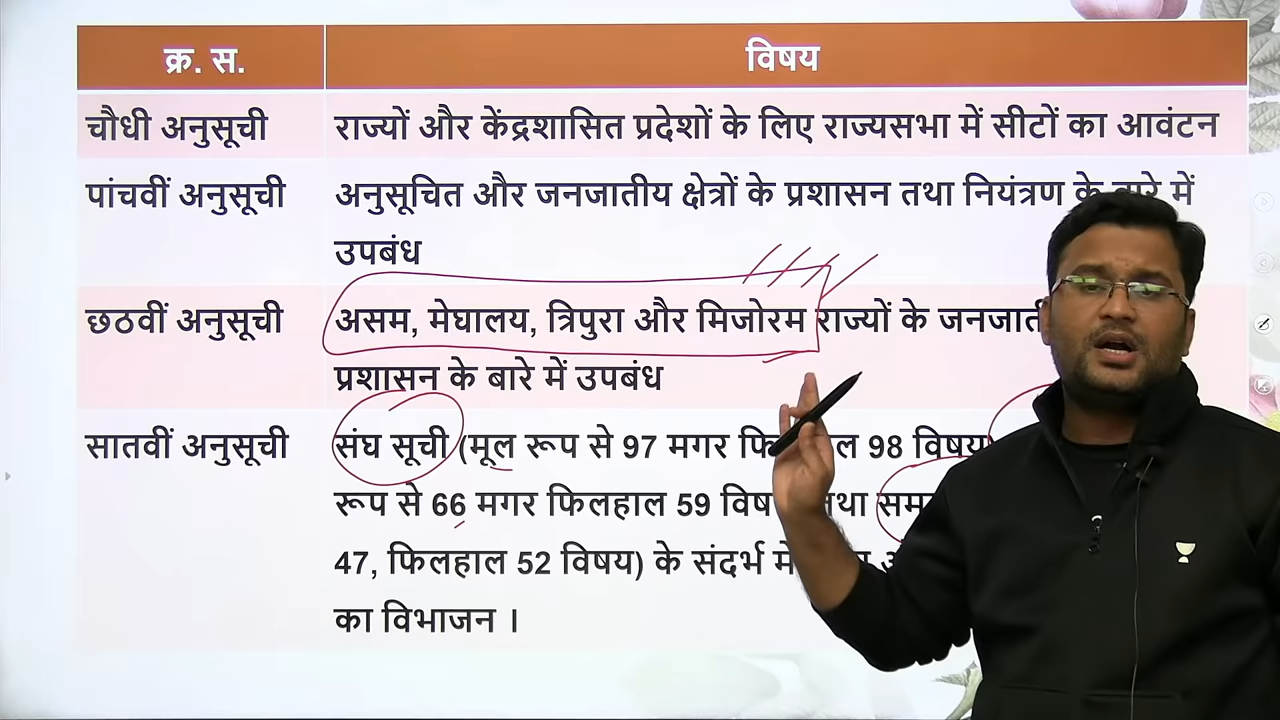 क्र. स. विषय
चौधी अनुसूची राज्यों और केंद्रशासित प्रदेशों के लिए राज्यसभा में सीटों का आवंटन
पांचवीं अनुसूची अनुसूचित और जनजातीय क्षेत्रों के प्रशासन तथा नियंत्रण के बारे में
उपबंध
छठवीं अनुसूची असम, मेघालय, त्रिपुरा और मिजोरम राज्यों के
प्रशासन के बारे में उपबंध
सातवीं अनुसूची संघ सूची (मूल रूप से 97 मगर 98 विषय)
रूप से 66 मगर फिलहाल 59 तथा
47, फिलहाल 52 विषय) के संदर्भ
का विभाजन ।